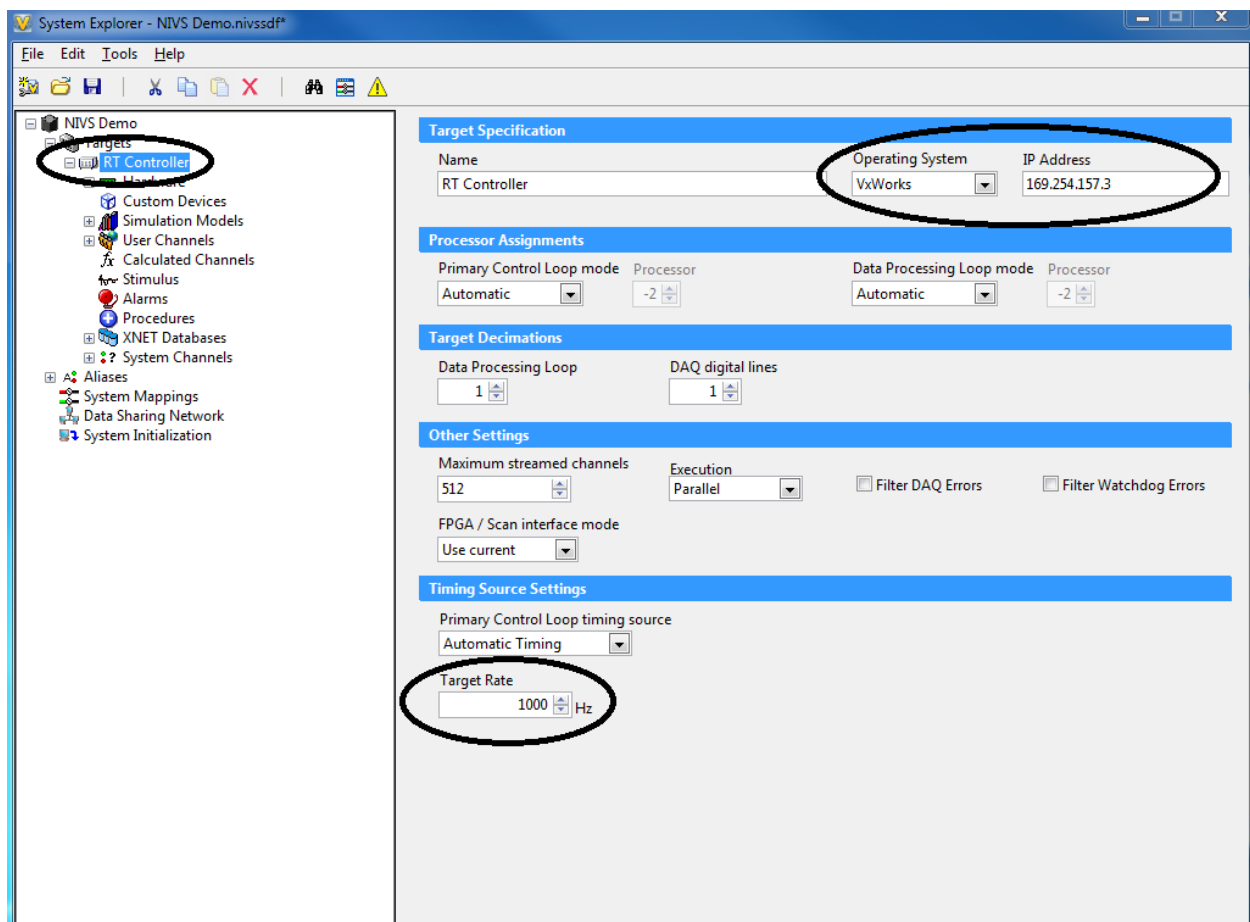 System Explorer - NIVS Demo.nivssdf*
File Edit Tools Help
NIVS Demo
Targets
RT Controller
Hardware
Custom Devices
Simulation Models
User Channels
fx Calculated Channels
Stimulus
Alarms
Procedures
XNET Databases
System Channels
Aliases
System Mappings
Data Sharing Network
System Initialization
Target Specification
Name Operating System IP Address
RT Controller VxWorks 169.254.157.3
Processor Assignments
Primary Control Loop mode Processor Data Processing Loop mode Processor
Automatic -2 Automatic -2
Target Decimations
Data Processing Loop DAQ digital lines
1 1
Other Settings
Maximum streamed channels Execution
512 Parallel Filter DAQ Errors Filter Watchdog Errors
FPGA / Scan interface mode
Use current
Timing Source Settings
Primary Control Loop timing source
Automatic Timing
Target Rate
1000 Hz